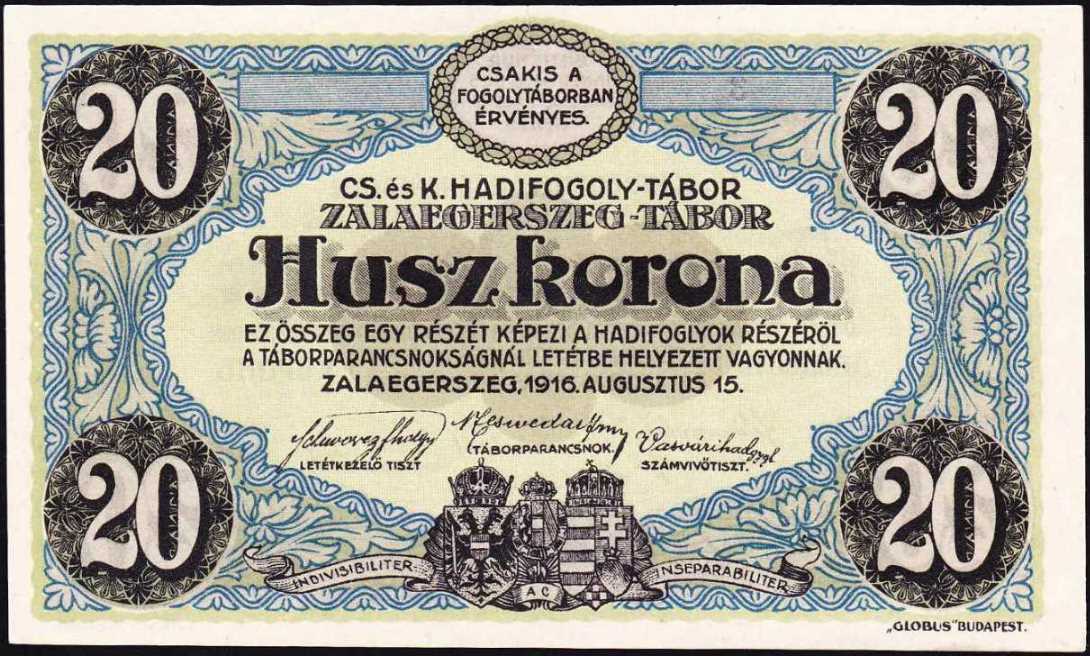 20
20
CSAKIS A
FOGOLYTÁBORBAN
ÉRVÉNYES.
CS. és K. HADIFOGOLY-TÁBOR
ZALAEGERSZEG-TÁBOR
Husz korona
EZ ÖSSZEG EGY RÉSZÉT KÉPEZI A HADIFOGLYOK RÉSZÉRÖL
A TÁBORPARANCSNOKSÁGNÁL LETÉTBE HELYEZETT VAGYONNAK.
ZALAEGERSZEG, 1916. AUGUSZTUS 15.
LETÉTKEZELŐ TISZT
TÁBORPARANCSNOK.
SZÁMVIVŐTISZT.
20
20
INDIVISIBILITER
AC
INSEPARABILITER
„GLOBUS" BUDAPEST.